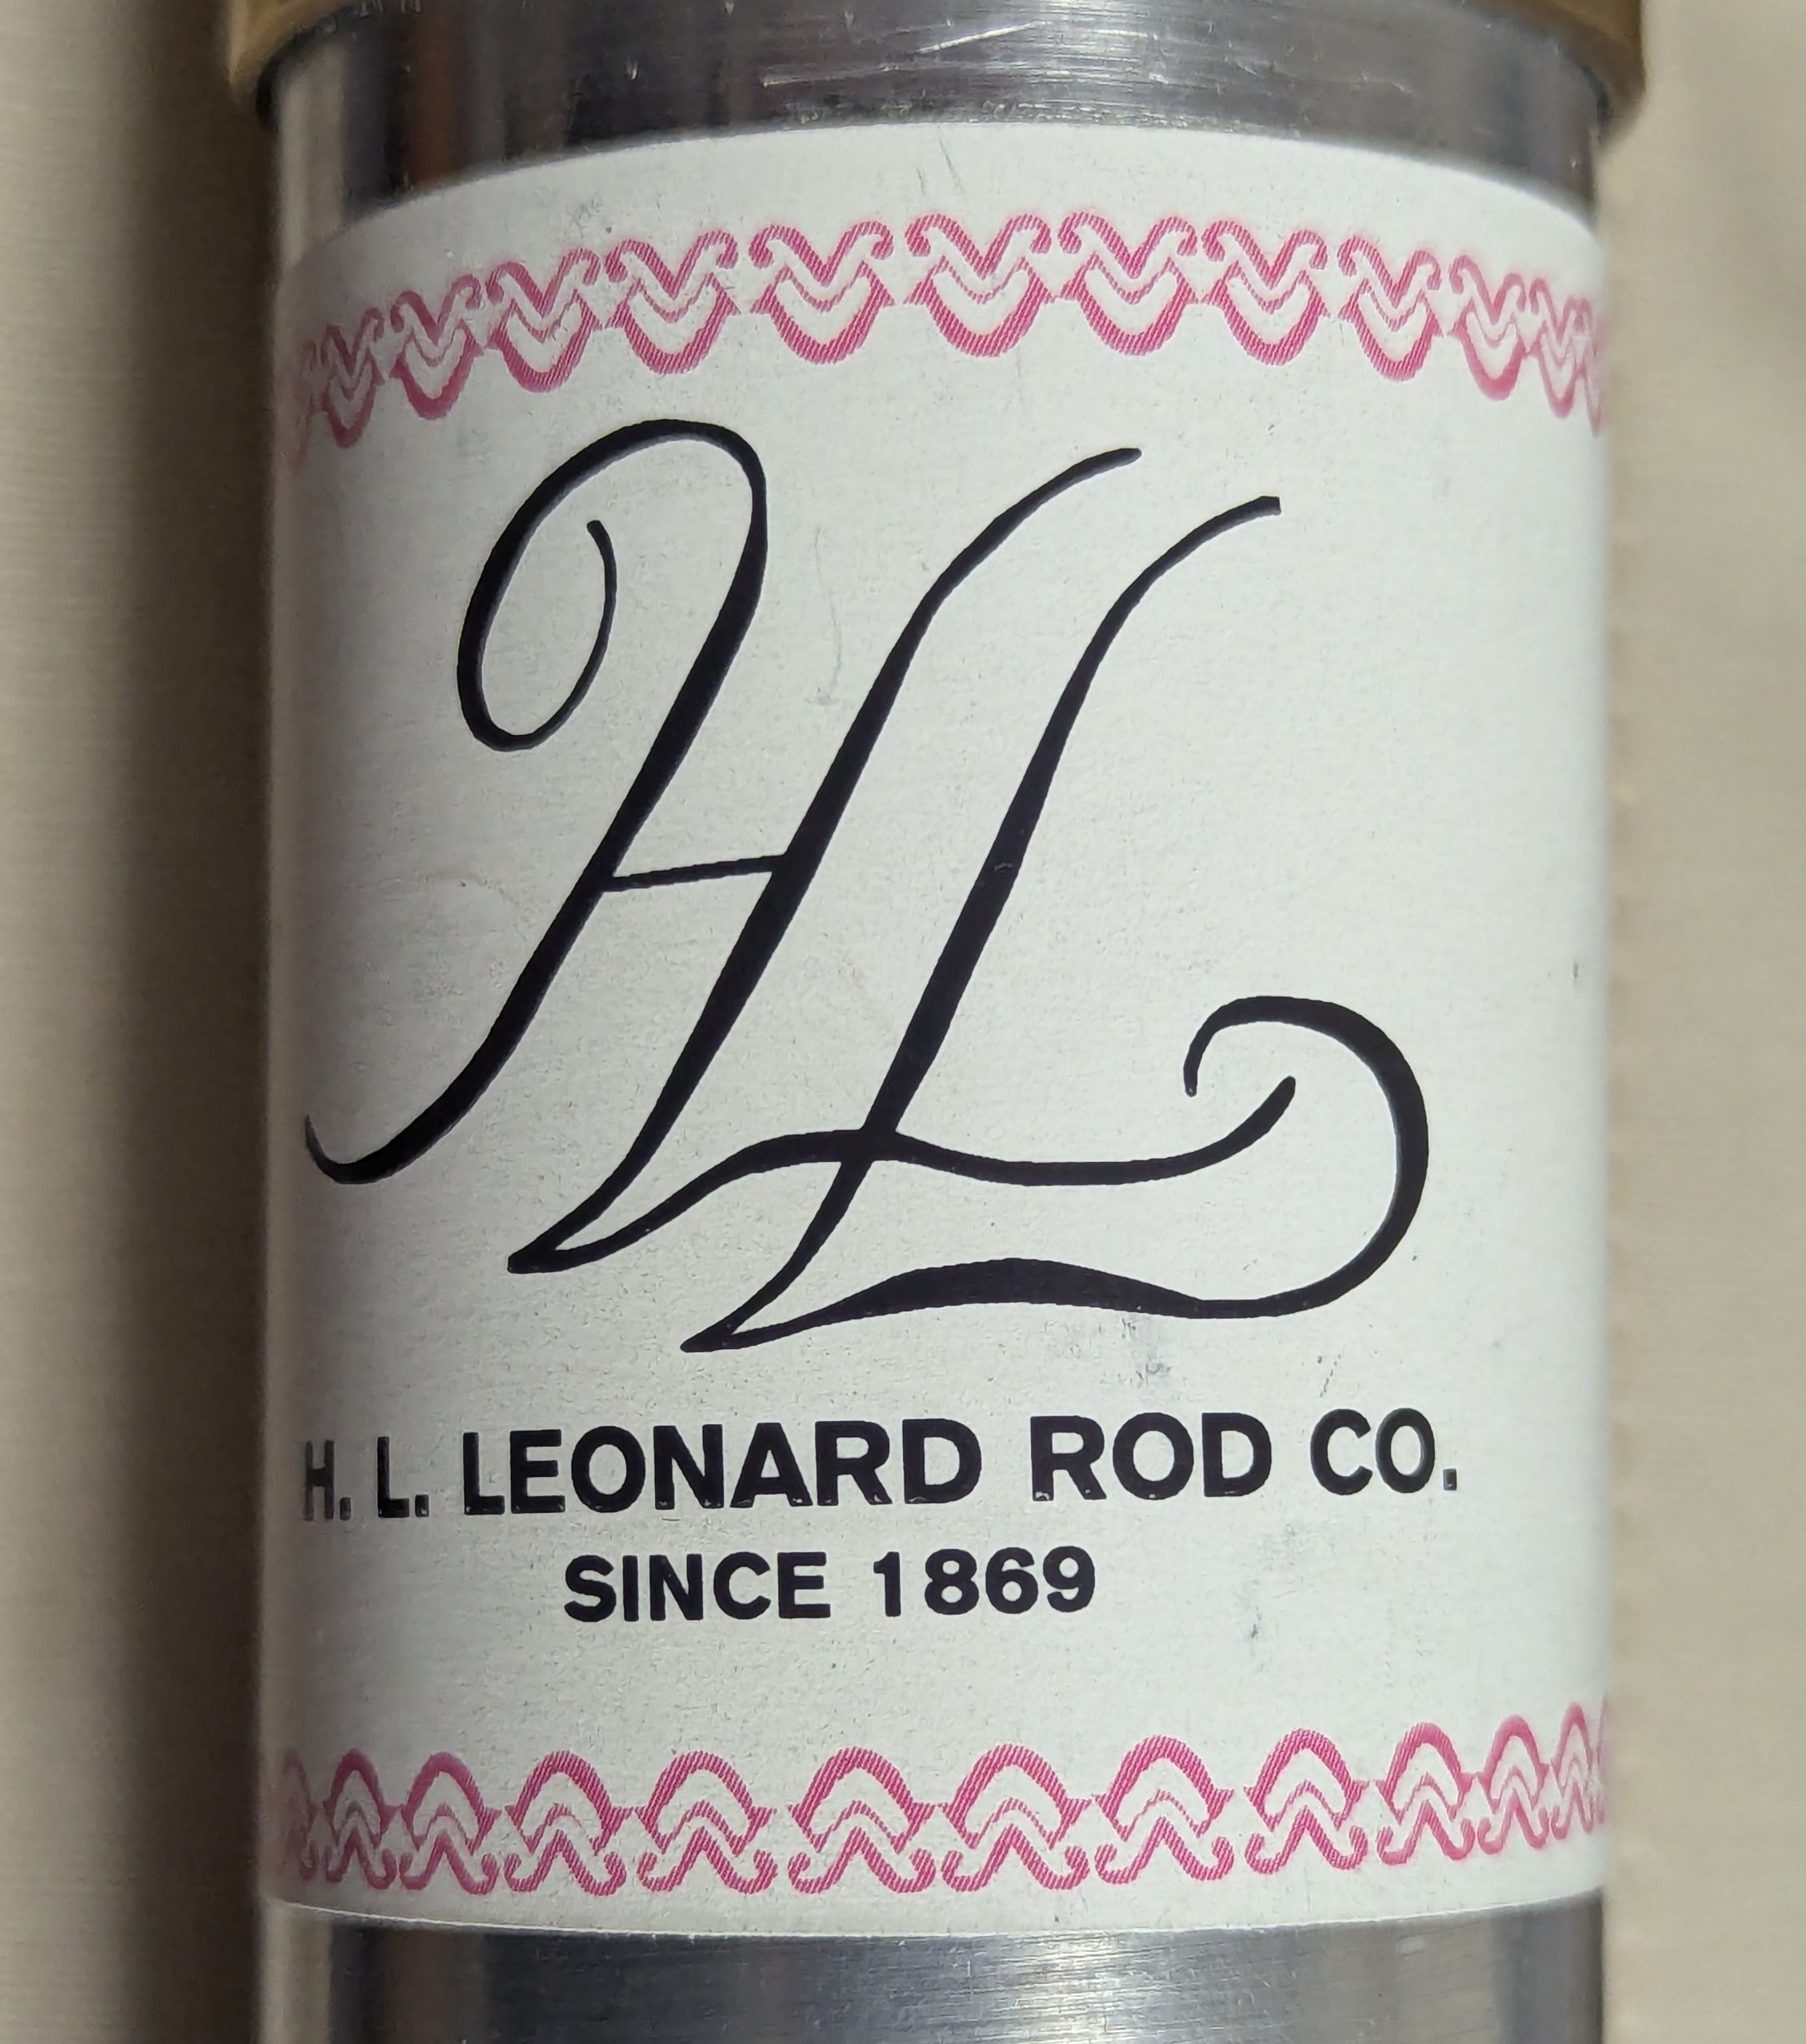 HL
H. L. LEONARD ROD CO.
SINCE 1869